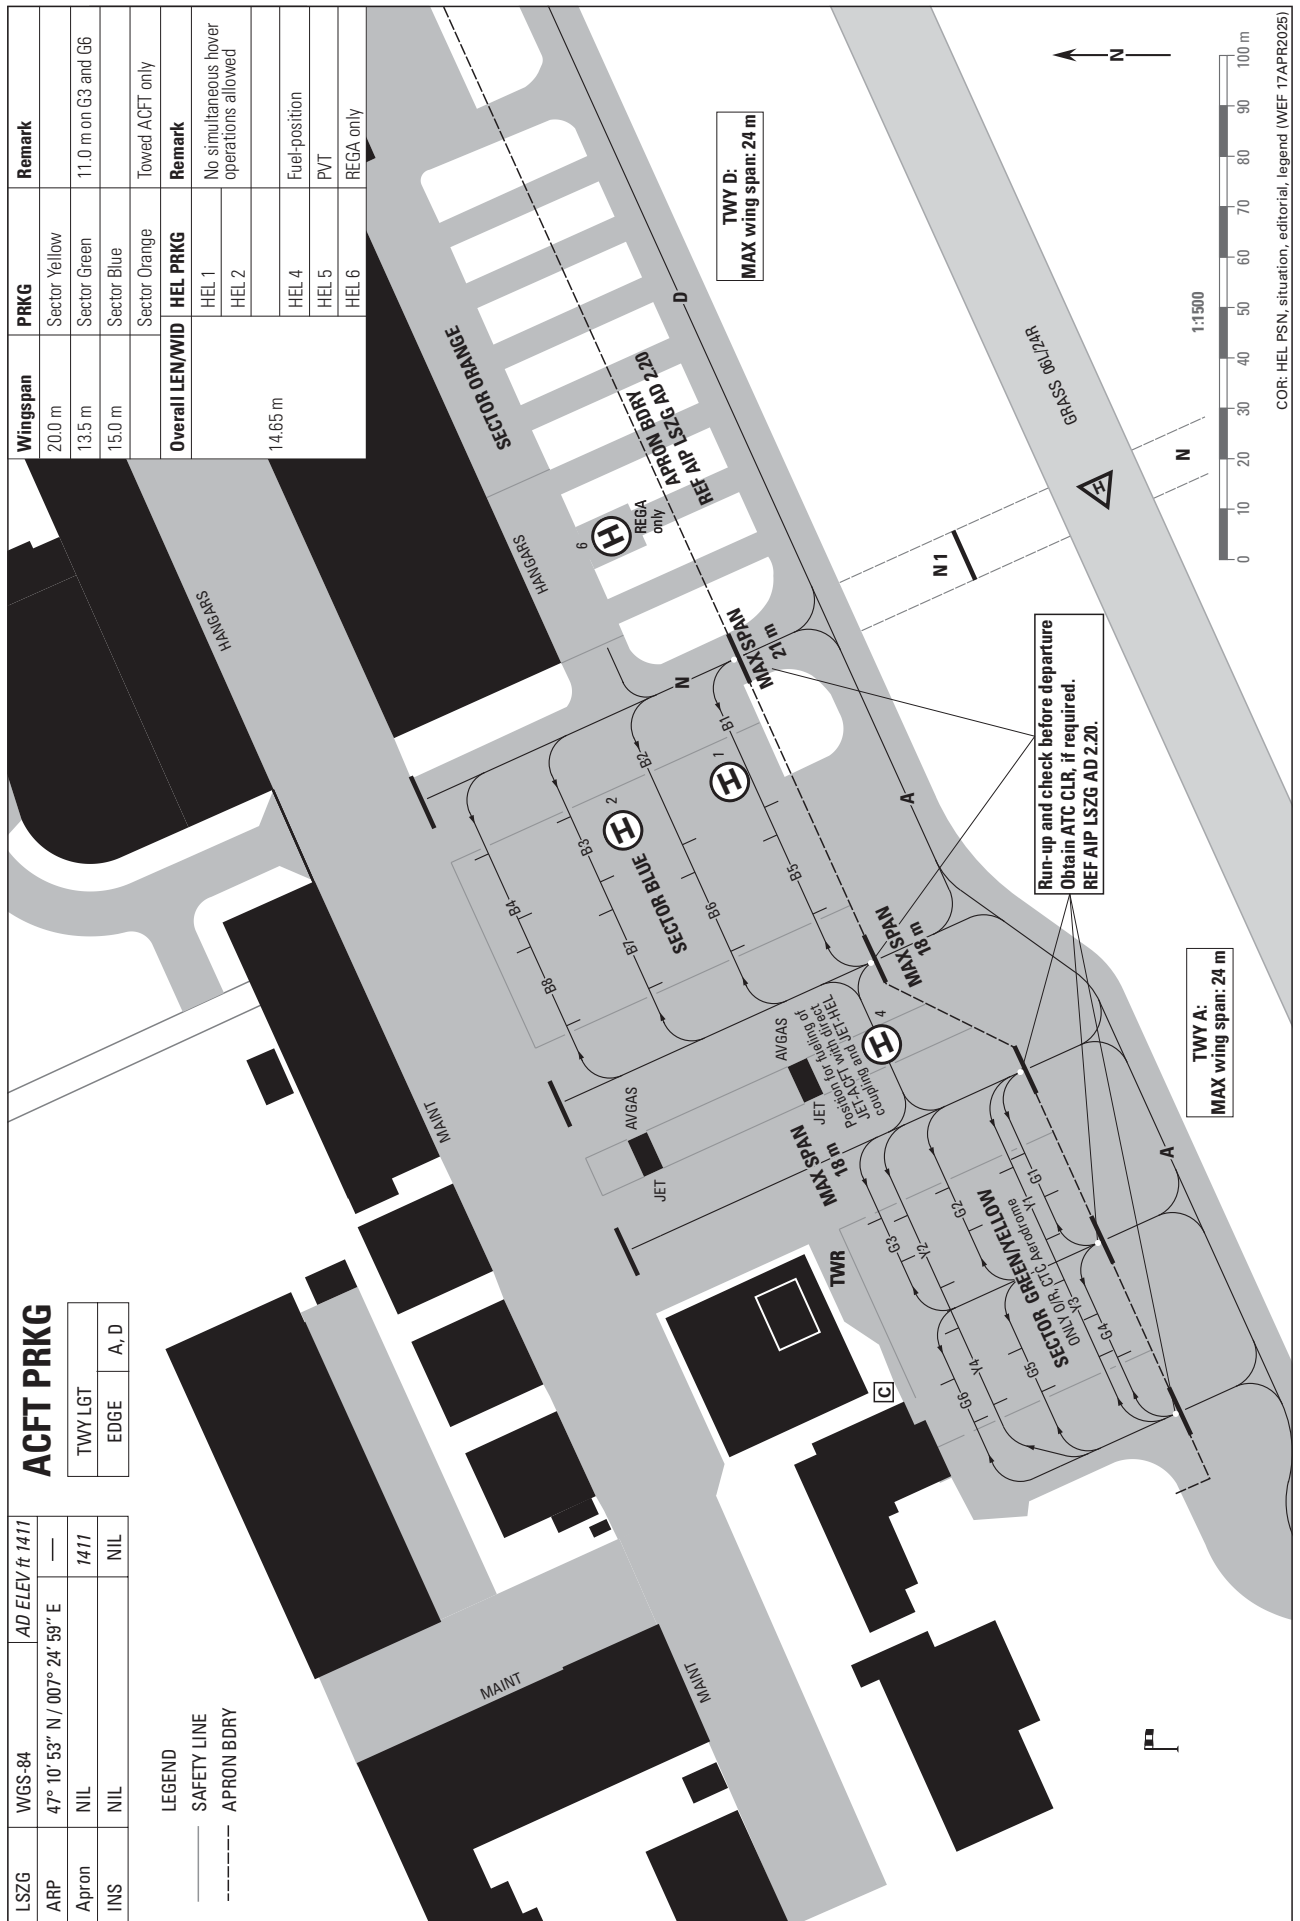 LSZG WGS-84 AD ELEV ft 1411
ARP 47° 10' 53'' N / 007° 24' 59'' E —
Apron NIL 1411
INS NIL NIL
ACFT PRKG
TWY LGT
EDGE A, D
Wingspan PRKG Remark
20.0 m Sector Yellow
13.5 m Sector Green 11.0 m on G3 and G6
15.0 m Sector Blue
Sector Orange Towed ACFT only
Overall LEN/WID HEL PRKG Remark
14.65 m
HEL 1 No simultaneous hover
HEL 2 operations allowed
HEL 4 Fuel-position
HEL 5 PVT
HEL 6 REGA only
LEGEND
SAFETY LINE
APRON BDRY
HANGARS
HANGARS
SECTOR ORANGE
6
H
REGA
only
APRON BDRY
REF AIP LSZG AD 2.20
D
TWY D:
MAX wing span: 24 m
MAINT
MAINT
MAINT
N
B1
B2
B3
B4
B5
B6
B7
B8
SECTOR BLUE
H
2
H
1
MAX SPAN
21 m
MAX SPAN
18 m
A
AVGAS
JET
AVGAS
JET
Position for fueling of
JET-ACFT with direct
coupling and JET-HEL
H
4
MAX SPAN
18 m
TWR
C
G3
Y2
G2
Y1
G1
G6
Y4
G5
Y3
G4
SECTOR GREEN/YELLOW
ONLY O/R, CTC Aerodrome
A
TWY A:
MAX wing span: 24 m
Run-up and check before departure
Obtain ATC CLR, if required.
REF AIP LSZG AD 2.20.
N 1
N
H
GRASS 06L/24R
N
1:1500
0 10 20 30 40 50 60 70 80 90 100 m
COR: HEL PSN, situation, editorial, legend (WEF 17APR2025)